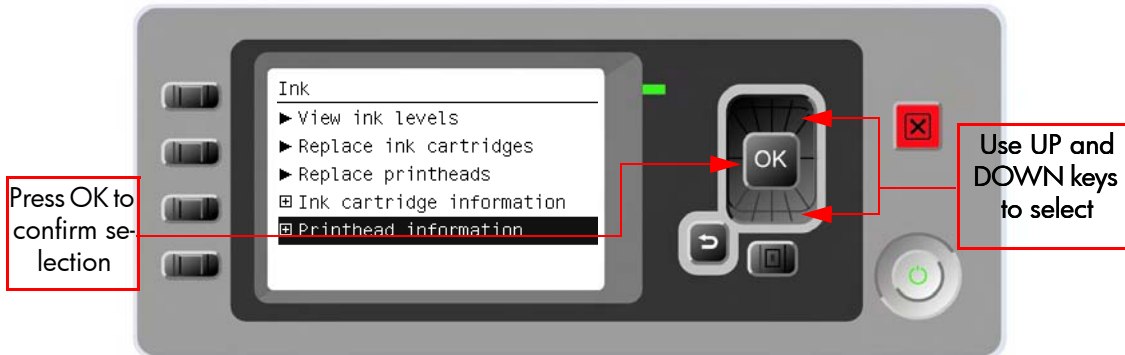 Ink
▶ View ink levels
▶ Replace ink cartridges
▶ Replace printheads
⊞ Ink cartridge information
⊞ Printhead information
OK
Press OK to
confirm se-
lection
Use UP and
DOWN keys
to select